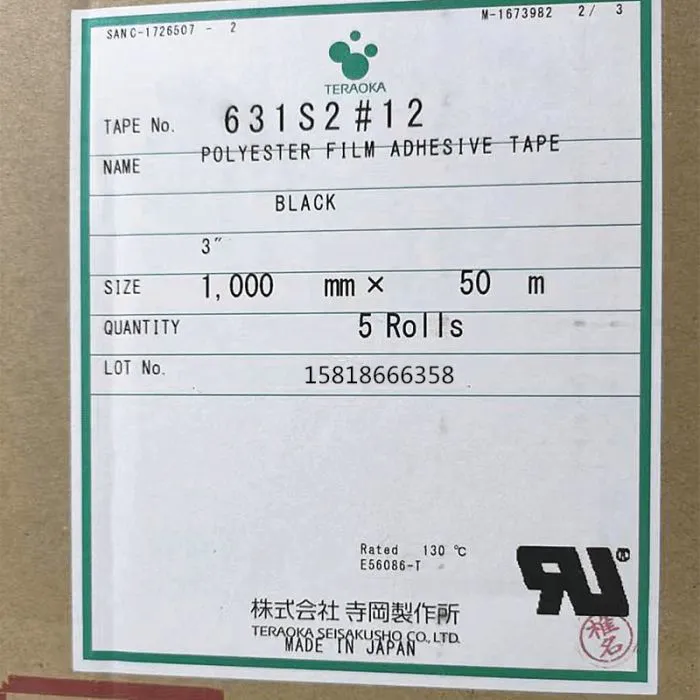 SANC-1726507 - 2
M-1673982 2/ 3
TERAOKA
TAPE No. 631S2#12
NAME POLYESTER FILM ADHESIVE TAPE
BLACK
3″
SIZE 1,000 mm × 50 m
QUANTITY 5 Rolls
LOT No. 15818666358
Rated 130 ℃
E56086-T
RU®
株式会社 寺岡製作所
TERAOKA SEISAKUSHO CO., LTD.
MADE IN JAPAN
椎名